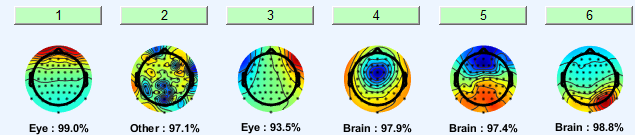 1 2 3 4 5 6
Eye : 99.0% Other : 97.1% Eye : 93.5% Brain : 97.9% Brain : 97.4% Brain : 98.8%